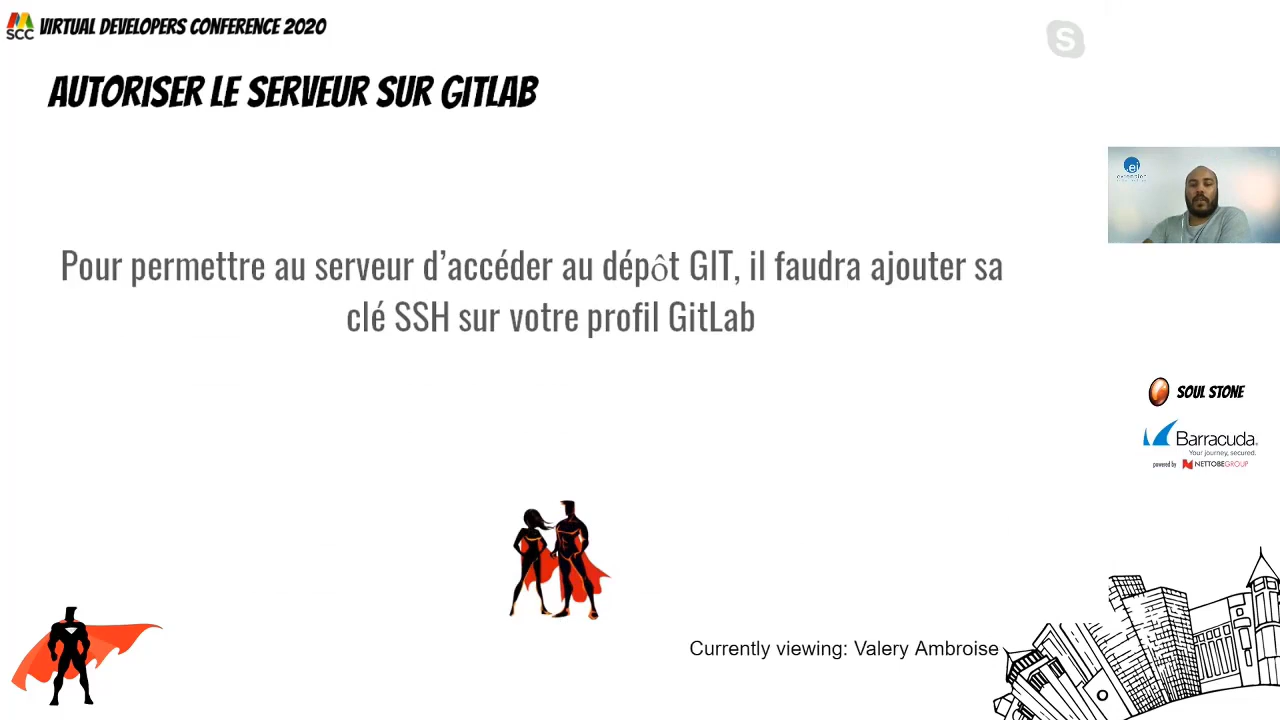 SCC
VIRTUAL DEVELOPERS CONFERENCE 2020
S
AUTORISER LE SERVEUR SUR GITLAB
ei
Pour permettre au serveur d’accéder au dépôt GIT, il faudra ajouter sa
clé SSH sur votre profil GitLab
SOUL STONE
Barracuda.
Your journey, secured.
powered by NETTOBEGROUP
Currently viewing: Valery Ambroise